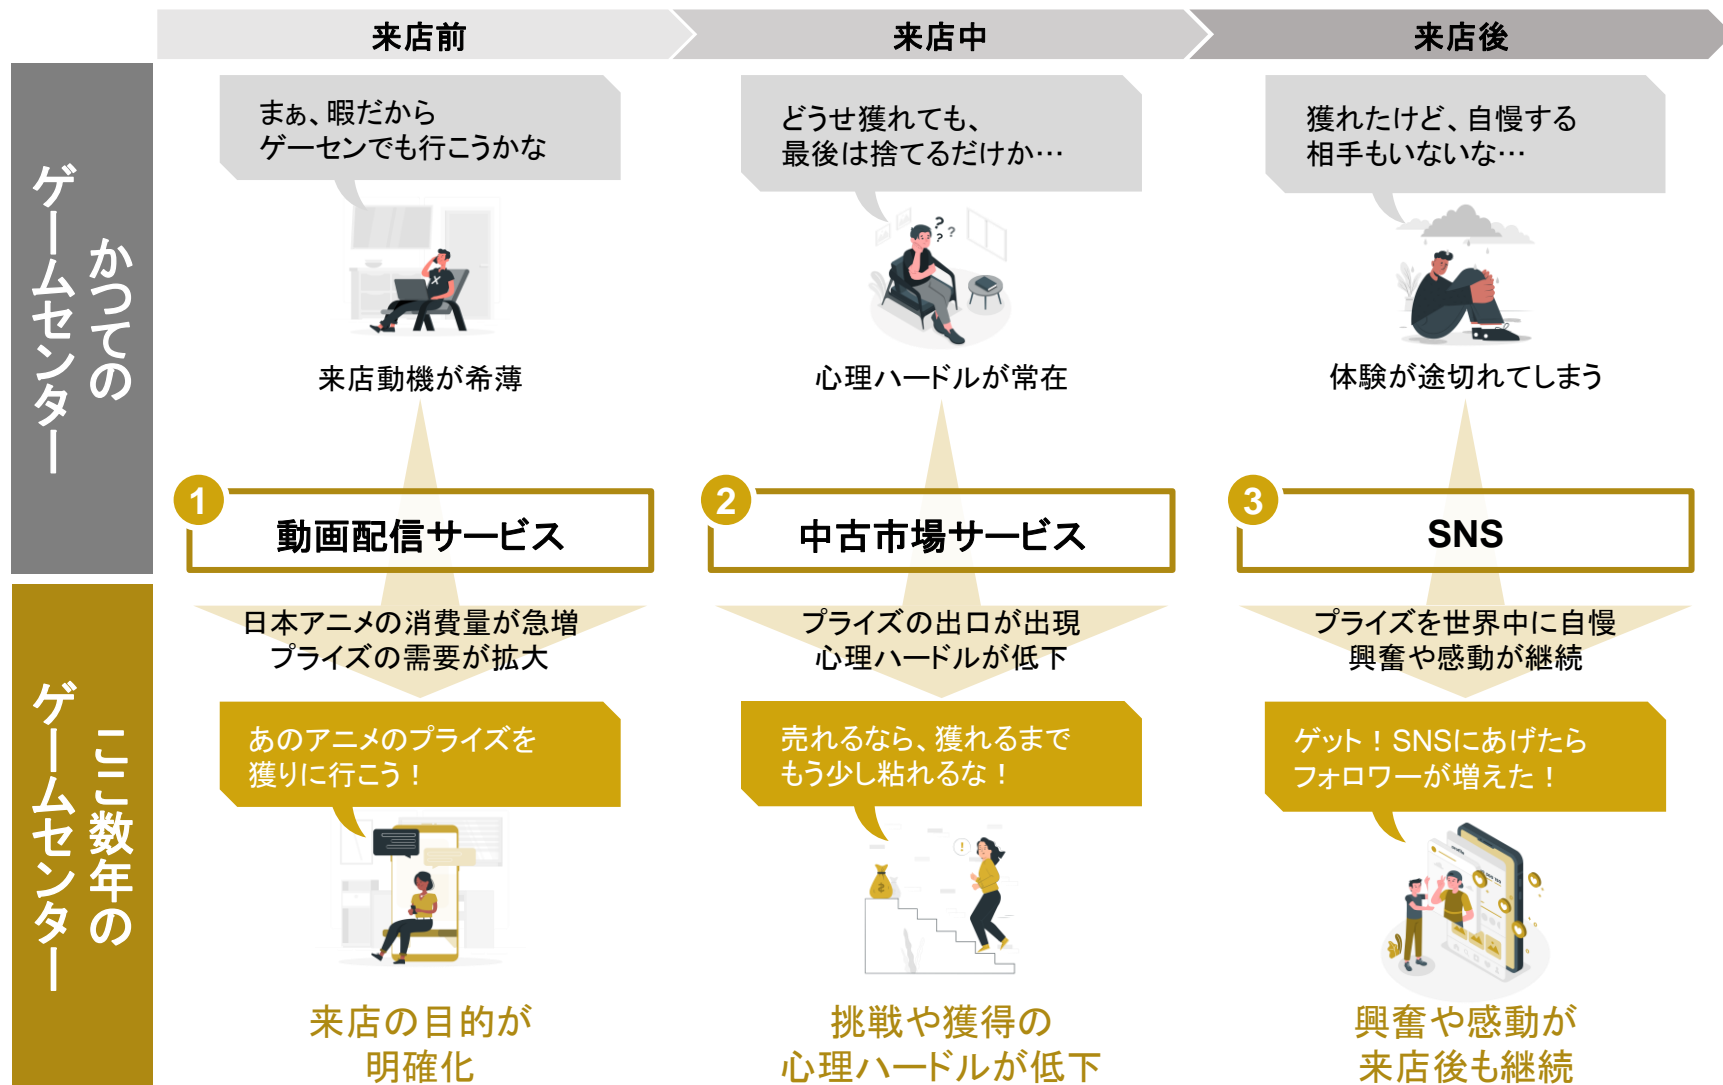 来店前
来店中
来店後
かつての
ゲームセンター
まぁ、暇だから
ゲーセンでも行こうかな
どうせ獲れても、
最後は捨てるだけか…
獲れたけど、自慢する
相手もいないな…
来店動機が希薄
心理ハードルが常在
体験が途切れてしまう
1
動画配信サービス
2
中古市場サービス
3
SNS
ここ数年の
ゲームセンター
日本アニメの消費量が急増
プライズの需要が拡大
プライズの出口が出現
心理ハードルが低下
プライズを世界中に自慢
興奮や感動が継続
あのアニメのプライズを
獲りに行こう！
売れるなら、獲れるまで
もう少し粘れるな！
ゲット！SNSにあげたら
フォロワーが増えた！
来店の目的が
明確化
挑戦や獲得の
心理ハードルが低下
興奮や感動が
来店後も継続